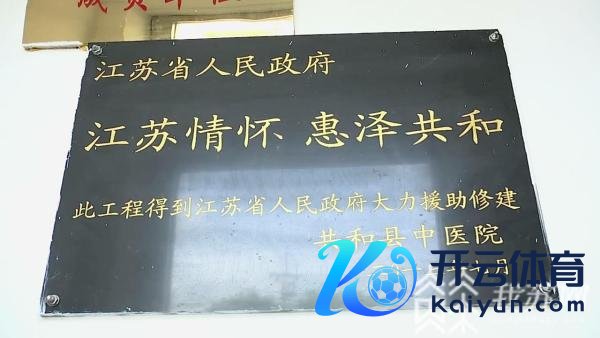 江苏省人民政府
江苏情怀 惠泽共和
此工程得到江苏省人民政府大力援助修建
共和县中医院
开云体育
Kaiyun.com